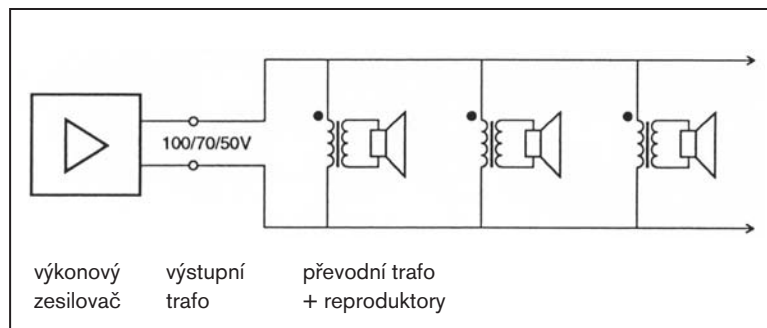 100/70/50V
výkonový výstupní převodní trafo
zesilovač trafo + reproduktory